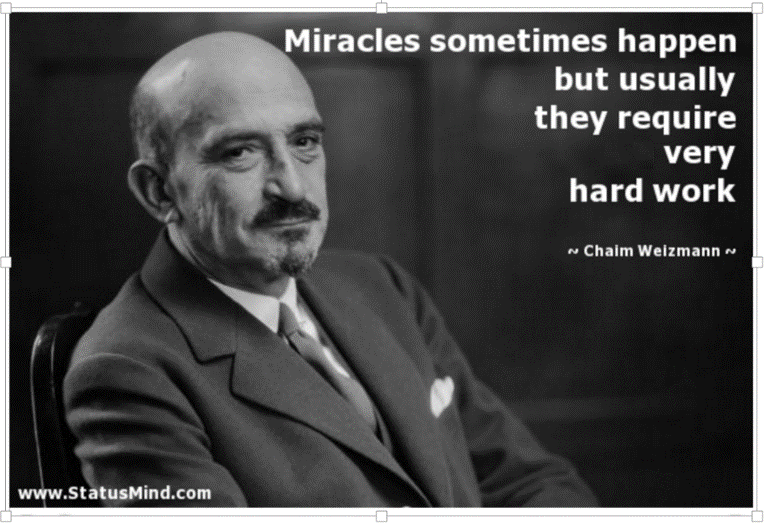 Miracles sometimes happen
but usually
they require
very
hard work
~ Chaim Weizmann ~
www.StatusMind.com